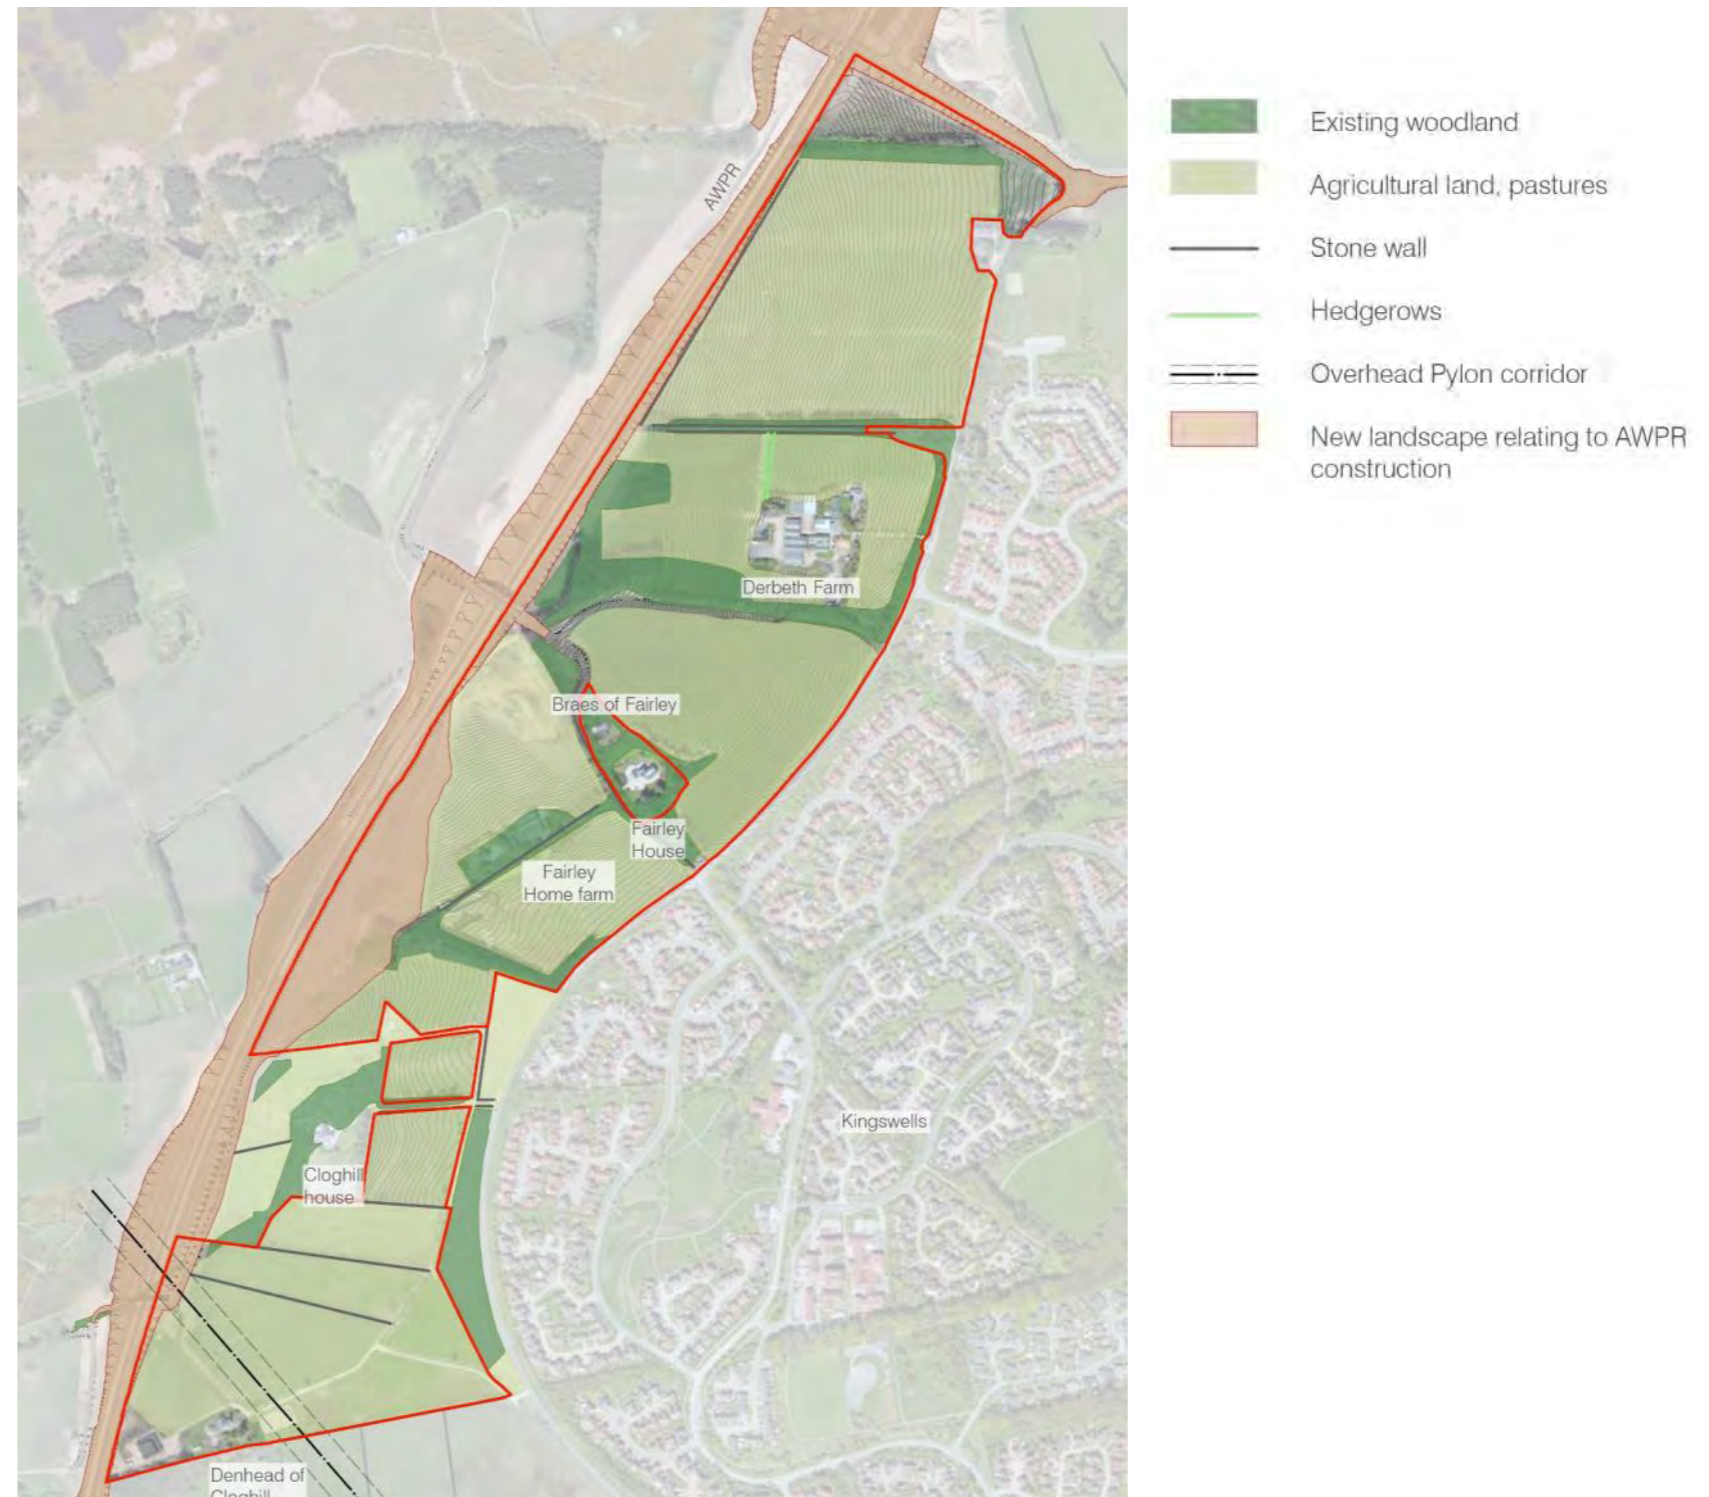 AWPR
Derbeth Farm
Braes of Fairley
Fairley
House
Fairley
Home farm
Kingswells
Cloghill
house
Denhead of
Cloghill
Existing woodland
Agricultural land, pastures
Stone wall
Hedgerows
Overhead Pylon corridor
New landscape relating to AWPR
construction